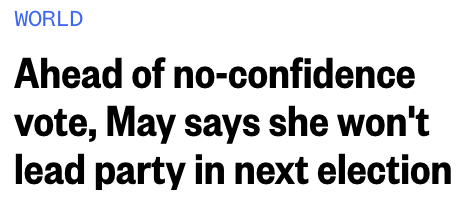 WORLD
Ahead of no-confidence
vote, May says she won't
lead party in next election